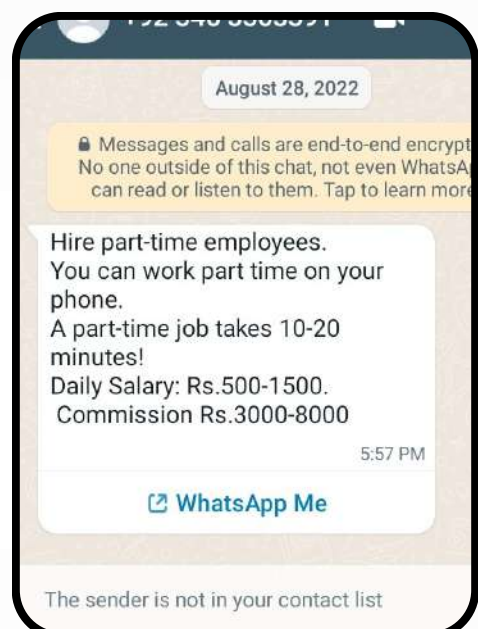 August 28, 2022
Messages and calls are end-to-end encrypt
No one outside of this chat, not even WhatsA
can read or listen to them. Tap to learn more
Hire part-time employees.
You can work part time on your
phone.
A part-time job takes 10-20
minutes!
Daily Salary: Rs.500-1500.
Commission Rs.3000-8000
5:57 PM
WhatsApp Me
The sender is not in your contact list